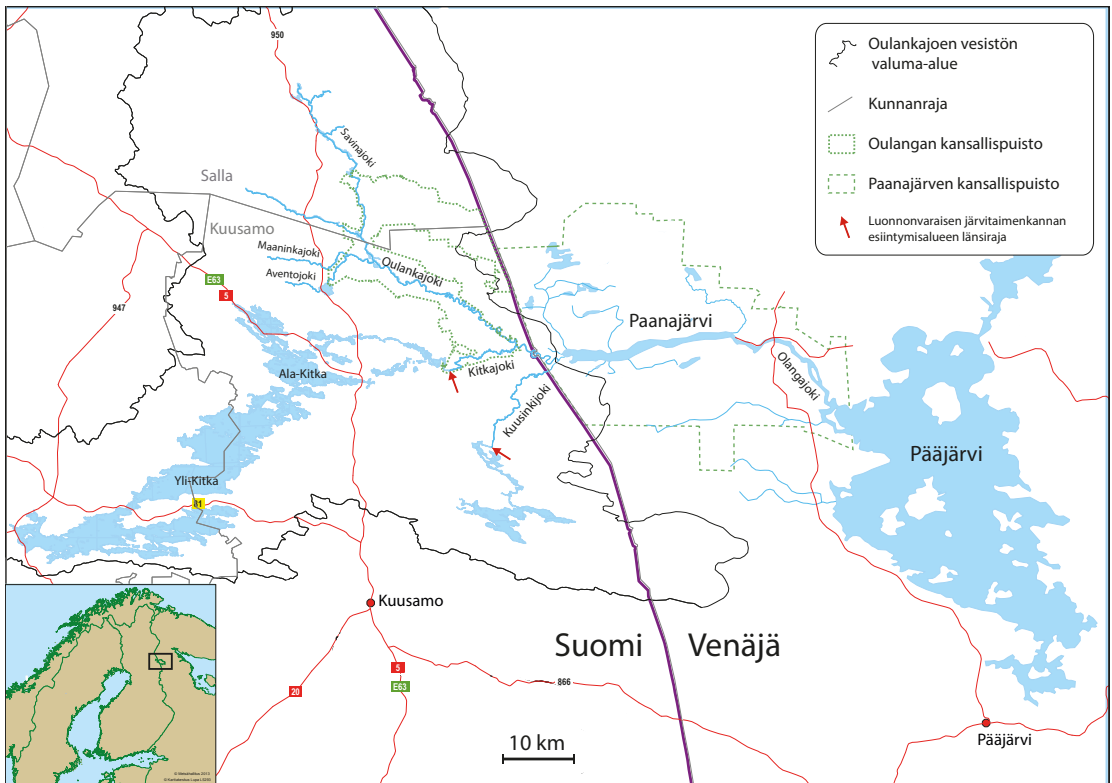 950
Oulankajoen vesistön
valuma-alue
Kunnanraja
Oulangan kansallispuisto
Paanajärven kansallispuisto
Luonnonvaraisen järvitaimenkannan
esiintymisalueen länsiraja
Savinajoki
Salla
Kuusamo
Maaninkajoki
Aventojoki
Oulankajoki
E63
5
947
Paanajärvi
Olangajoki
Ala-Kitka
Kitkajoki
Kuusinkijoki
Pääjärvi
Yli-Kitka
81
Kuusamo
Suomi
Venäjä
5
E63
20
866
10 km
Pääjärvi